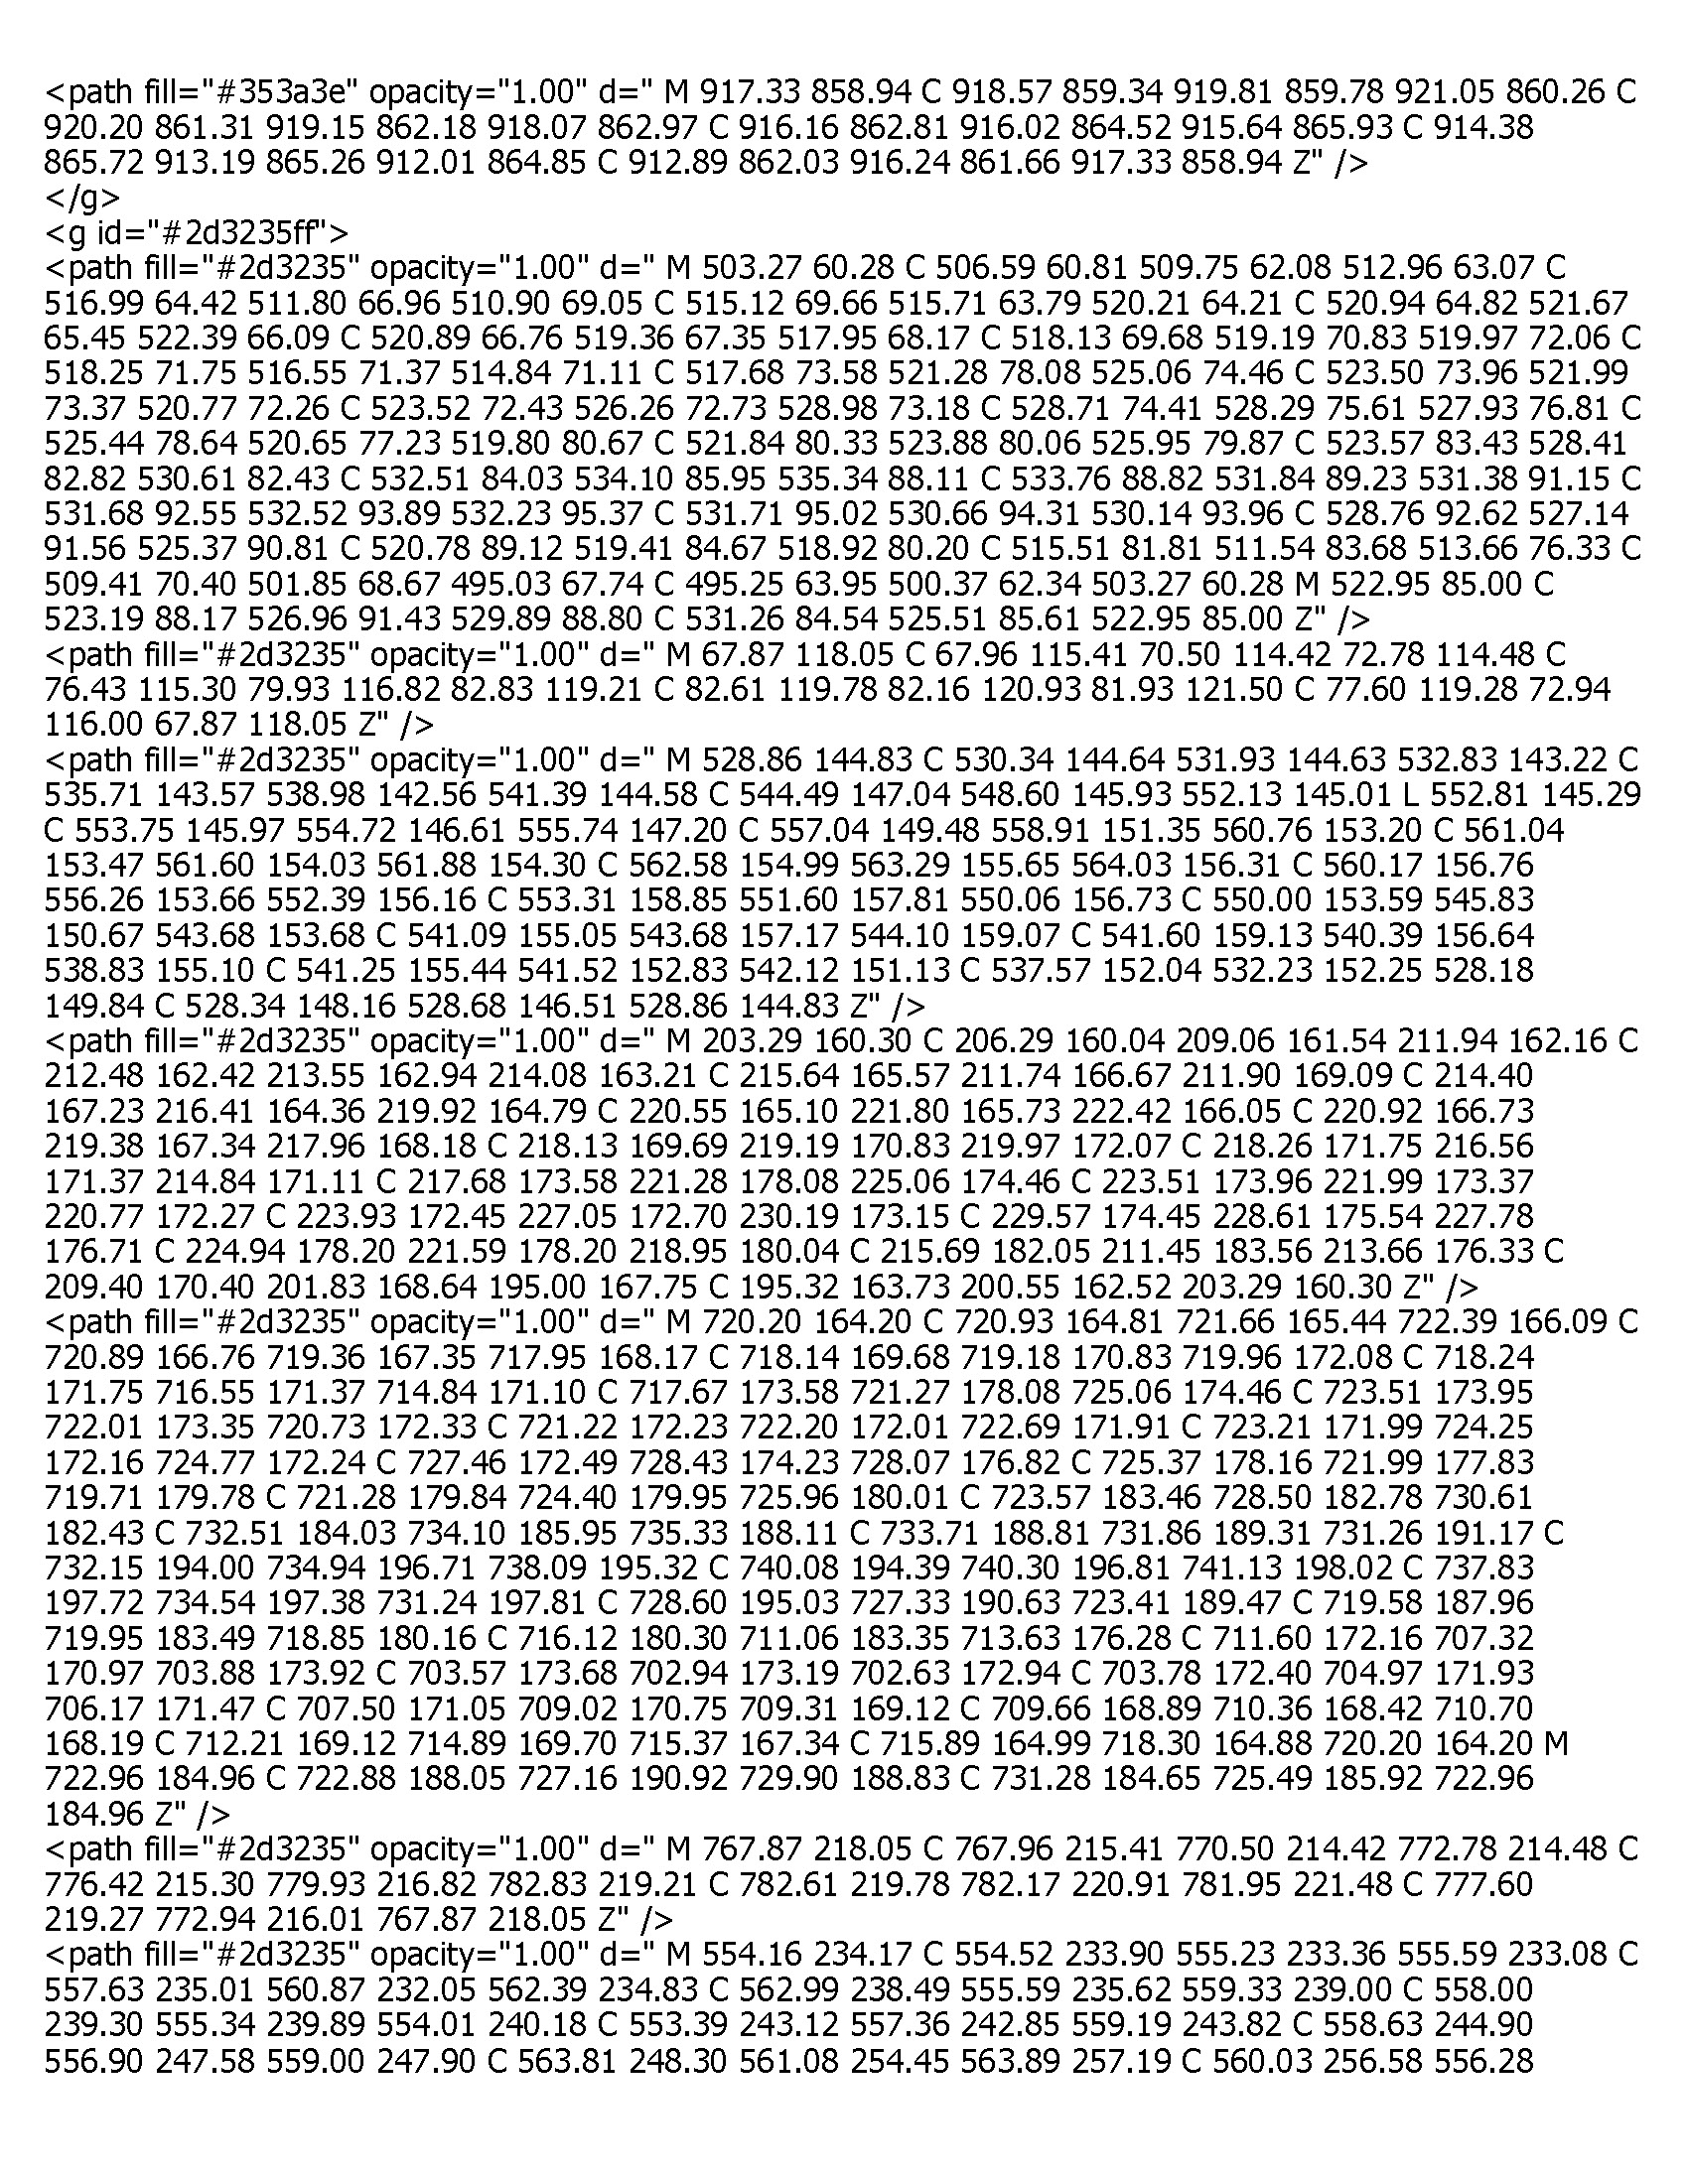 <path fill="#353a3e" opacity="1.00" d=" M 917.33 858.94 C 918.57 859.34 919.81 859.78 921.05 860.26 C
920.20 861.31 919.15 862.18 918.07 862.97 C 916.16 862.81 916.02 864.52 915.64 865.93 C 914.38
865.72 913.19 865.26 912.01 864.85 C 912.89 862.03 916.24 861.66 917.33 858.94 Z" />
</g>
<g id="#2d3235ff">
<path fill="#2d3235" opacity="1.00" d=" M 503.27 60.28 C 506.59 60.81 509.75 62.08 512.96 63.07 C
516.99 64.42 511.80 66.96 510.90 69.05 C 515.12 69.66 515.71 63.79 520.21 64.21 C 520.94 64.82 521.67
65.45 522.39 66.09 C 520.89 66.76 519.36 67.35 517.95 68.17 C 518.13 69.68 519.19 70.83 519.97 72.06 C
518.25 71.75 516.55 71.37 514.84 71.11 C 517.68 73.58 521.28 78.08 525.06 74.46 C 523.50 73.96 521.99
73.37 520.77 72.26 C 523.52 72.43 526.26 72.73 528.98 73.18 C 528.71 74.41 528.29 75.61 527.93 76.81 C
525.44 78.64 520.65 77.23 519.80 80.67 C 521.84 80.33 523.88 80.06 525.95 79.87 C 523.57 83.43 528.41
82.82 530.61 82.43 C 532.51 84.03 534.10 85.95 535.34 88.11 C 533.76 88.82 531.84 89.23 531.38 91.15 C
531.68 92.55 532.52 93.89 532.23 95.37 C 531.71 95.02 530.66 94.31 530.14 93.96 C 528.76 92.62 527.14
91.56 525.37 90.81 C 520.78 89.12 519.41 84.67 518.92 80.20 C 515.51 81.81 511.54 83.68 513.66 76.33 C
509.41 70.40 501.85 68.67 495.03 67.74 C 495.25 63.95 500.37 62.34 503.27 60.28 M 522.95 85.00 C
523.19 88.17 526.96 91.43 529.89 88.80 C 531.26 84.54 525.51 85.61 522.95 85.00 Z" />
<path fill="#2d3235" opacity="1.00" d=" M 67.87 118.05 C 67.96 115.41 70.50 114.42 72.78 114.48 C
76.43 115.30 79.93 116.82 82.83 119.21 C 82.61 119.78 82.16 120.93 81.93 121.50 C 77.60 119.28 72.94
116.00 67.87 118.05 Z" />
<path fill="#2d3235" opacity="1.00" d=" M 528.86 144.83 C 530.34 144.64 531.93 144.63 532.83 143.22 C
535.71 143.57 538.98 142.56 541.39 144.58 C 544.49 147.04 548.60 145.93 552.13 145.01 L 552.81 145.29
C 553.75 145.97 554.72 146.61 555.74 147.20 C 557.04 149.48 558.91 151.35 560.76 153.20 C 561.04
153.47 561.60 154.03 561.88 154.30 C 562.58 154.99 563.29 155.65 564.03 156.31 C 560.17 156.76
556.26 153.66 552.39 156.16 C 553.31 158.85 551.60 157.81 550.06 156.73 C 550.00 153.59 545.83
150.67 543.68 153.68 C 541.09 155.05 543.68 157.17 544.10 159.07 C 541.60 159.13 540.39 156.64
538.83 155.10 C 541.25 155.44 541.52 152.83 542.12 151.13 C 537.57 152.04 532.23 152.25 528.18
149.84 C 528.34 148.16 528.68 146.51 528.86 144.83 Z" />
<path fill="#2d3235" opacity="1.00" d=" M 203.29 160.30 C 206.29 160.04 209.06 161.54 211.94 162.16 C
212.48 162.42 213.55 162.94 214.08 163.21 C 215.64 165.57 211.74 166.67 211.90 169.09 C 214.40
167.23 216.41 164.36 219.92 164.79 C 220.55 165.10 221.80 165.73 222.42 166.05 C 220.92 166.73
219.38 167.34 217.96 168.18 C 218.13 169.69 219.19 170.83 219.97 172.07 C 218.26 171.75 216.56
171.37 214.84 171.11 C 217.68 173.58 221.28 178.08 225.06 174.46 C 223.51 173.96 221.99 173.37
220.77 172.27 C 223.93 172.45 227.05 172.70 230.19 173.15 C 229.57 174.45 228.61 175.54 227.78
176.71 C 224.94 178.20 221.59 178.20 218.95 180.04 C 215.69 182.05 211.45 183.56 213.66 176.33 C
209.40 170.40 201.83 168.64 195.00 167.75 C 195.32 163.73 200.55 162.52 203.29 160.30 Z" />
<path fill="#2d3235" opacity="1.00" d=" M 720.20 164.20 C 720.93 164.81 721.66 165.44 722.39 166.09 C
720.89 166.76 719.36 167.35 717.95 168.17 C 718.14 169.68 719.18 170.83 719.96 172.08 C 718.24
171.75 716.55 171.37 714.84 171.10 C 717.67 173.58 721.27 178.08 725.06 174.46 C 723.51 173.95
722.01 173.35 720.73 172.33 C 721.22 172.23 722.20 172.01 722.69 171.91 C 723.21 171.99 724.25
172.16 724.77 172.24 C 727.46 172.49 728.43 174.23 728.07 176.82 C 725.37 178.16 721.99 177.83
719.71 179.78 C 721.28 179.84 724.40 179.95 725.96 180.01 C 723.57 183.46 728.50 182.78 730.61
182.43 C 732.51 184.03 734.10 185.95 735.33 188.11 C 733.71 188.81 731.86 189.31 731.26 191.17 C
732.15 194.00 734.94 196.71 738.09 195.32 C 740.08 194.39 740.30 196.81 741.13 198.02 C 737.83
197.72 734.54 197.38 731.24 197.81 C 728.60 195.03 727.33 190.63 723.41 189.47 C 719.58 187.96
719.95 183.49 718.85 180.16 C 716.12 180.30 711.06 183.35 713.63 176.28 C 711.60 172.16 707.32
170.97 703.88 173.92 C 703.57 173.68 702.94 173.19 702.63 172.94 C 703.78 172.40 704.97 171.93
706.17 171.47 C 707.50 171.05 709.02 170.75 709.31 169.12 C 709.66 168.89 710.36 168.42 710.70
168.19 C 712.21 169.12 714.89 169.70 715.37 167.34 C 715.89 164.99 718.30 164.88 720.20 164.20 M
722.96 184.96 C 722.88 188.05 727.16 190.92 729.90 188.83 C 731.28 184.65 725.49 185.92 722.96
184.96 Z" />
<path fill="#2d3235" opacity="1.00" d=" M 767.87 218.05 C 767.96 215.41 770.50 214.42 772.78 214.48 C
776.42 215.30 779.93 216.82 782.83 219.21 C 782.61 219.78 782.17 220.91 781.95 221.48 C 777.60
219.27 772.94 216.01 767.87 218.05 Z" />
<path fill="#2d3235" opacity="1.00" d=" M 554.16 234.17 C 554.52 233.90 555.23 233.36 555.59 233.08 C
557.63 235.01 560.87 232.05 562.39 234.83 C 562.99 238.49 555.59 235.62 559.33 239.00 C 558.00
239.30 555.34 239.89 554.01 240.18 C 553.39 243.12 557.36 242.85 559.19 243.82 C 558.63 244.90
556.90 247.58 559.00 247.90 C 563.81 248.30 561.08 254.45 563.89 257.19 C 560.03 256.58 556.28